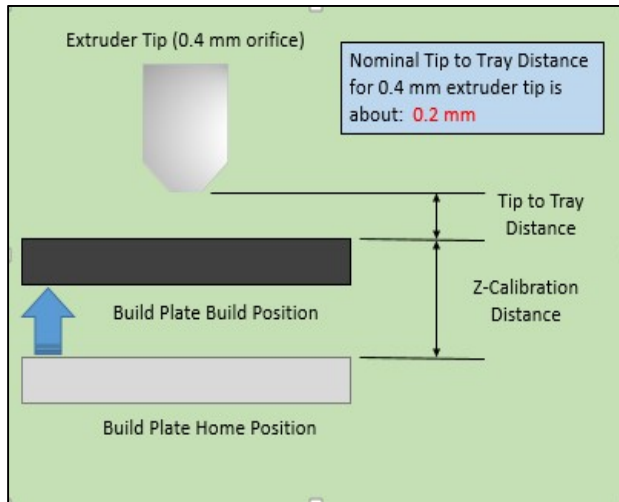 Extruder Tip (0.4 mm orifice)
Nominal Tip to Tray Distance
for 0.4 mm extruder tip is
about: 0.2 mm
Tip to Tray
Distance
Z-Calibration
Distance
Build Plate Build Position
Build Plate Home Position